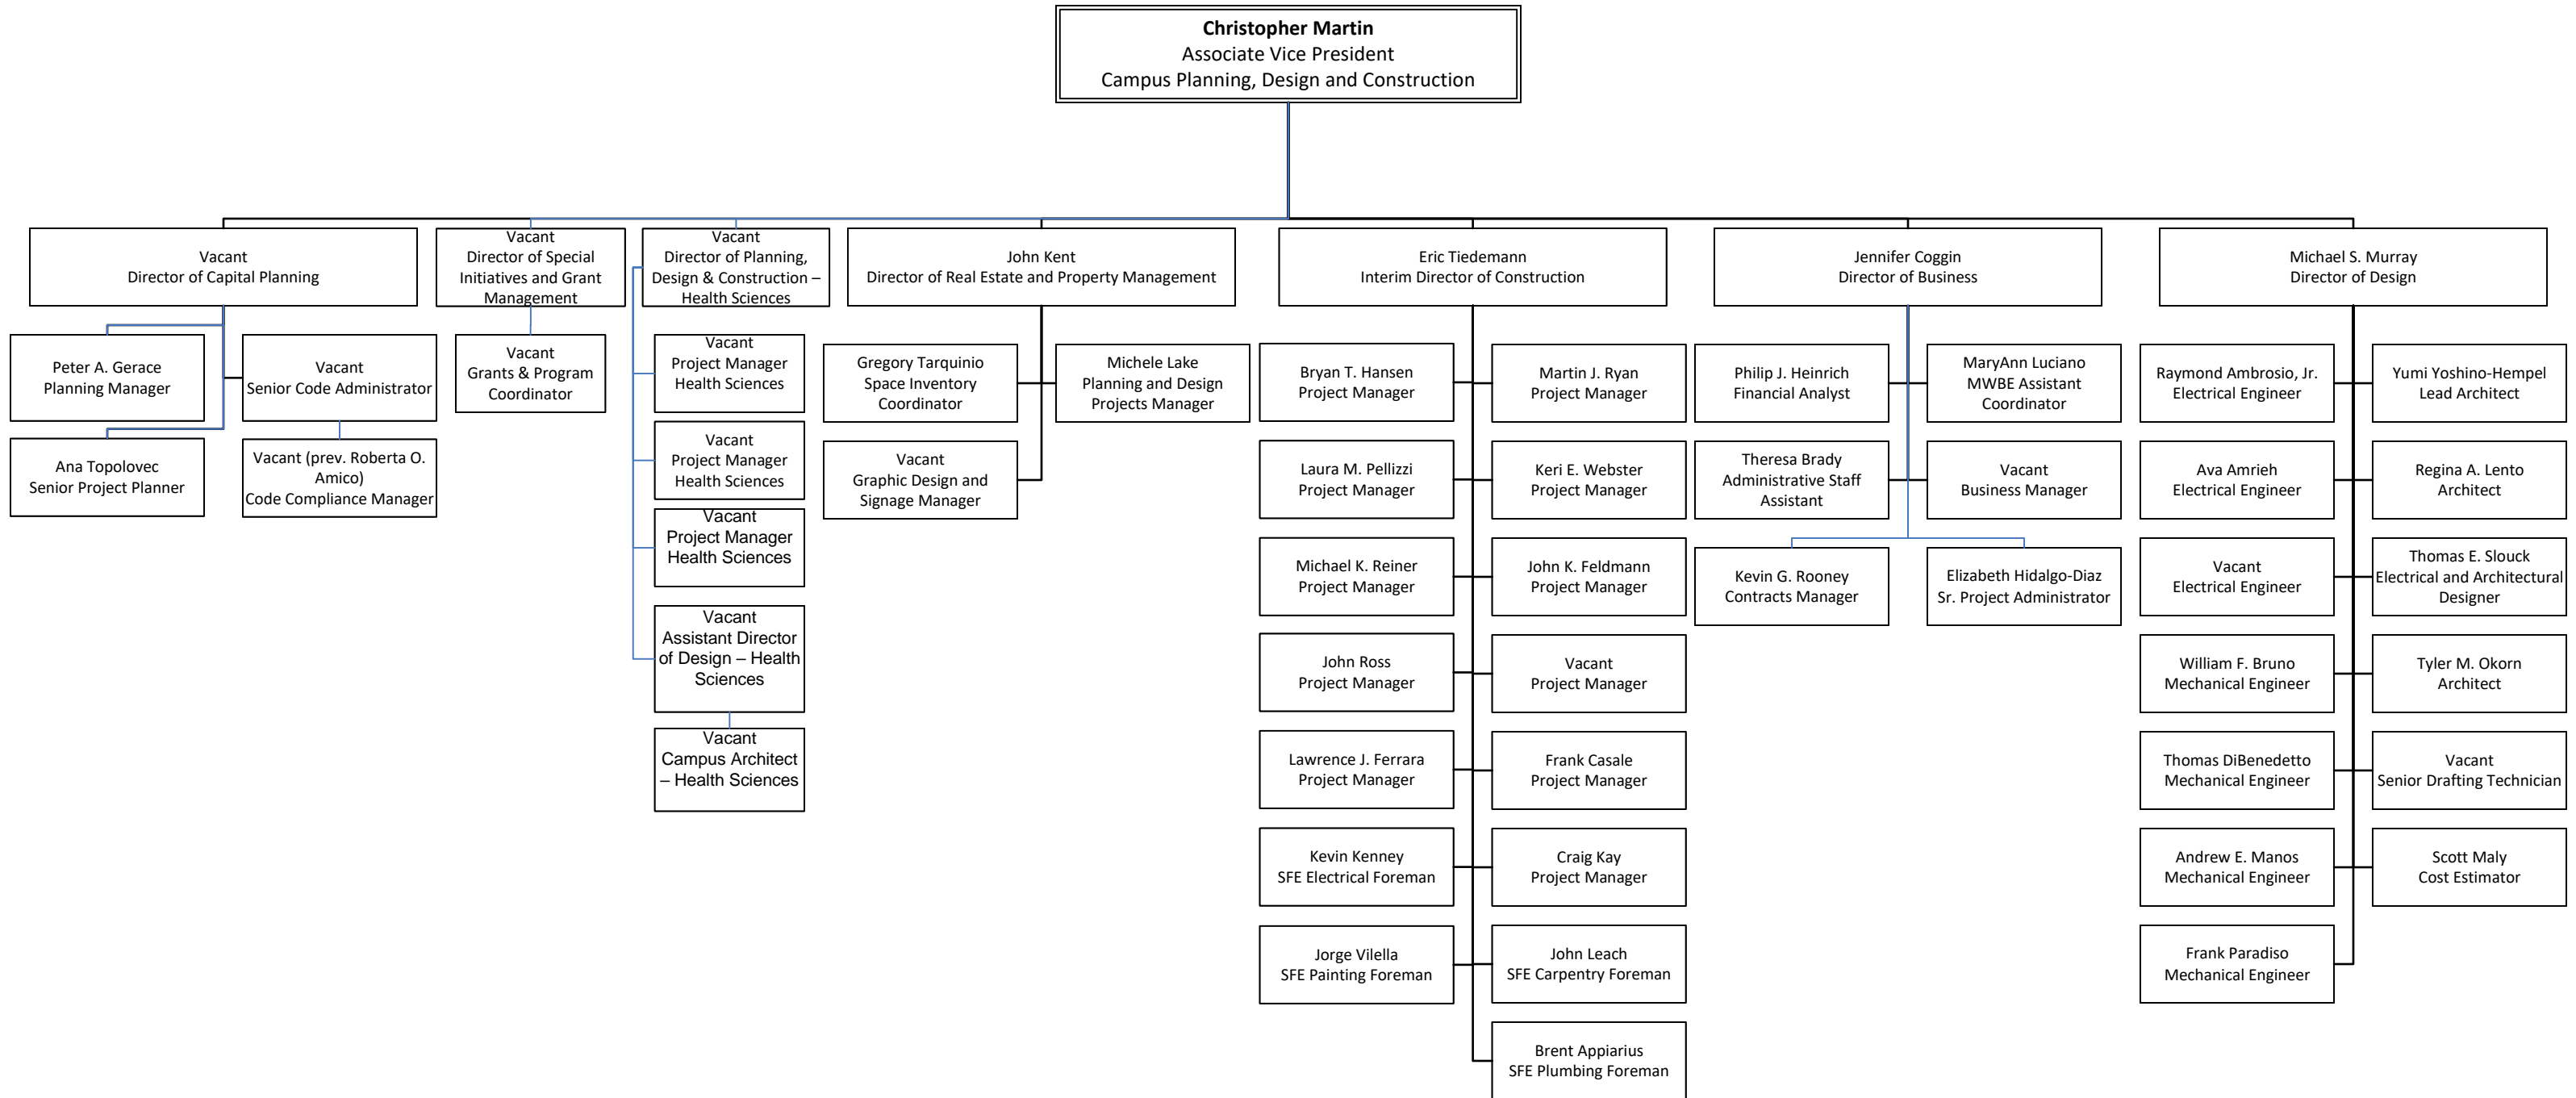 Christopher Martin
Associate Vice President
Campus Planning, Design and Construction
Vacant
Director of Capital Planning
Vacant
Director of Special
Initiatives and Grant
Management
Vacant
Director of Planning,
Design & Construction –
Health Sciences
John Kent
Director of Real Estate and Property Management
Eric Tiedemann
Interim Director of Construction
Jennifer Coggin
Director of Business
Michael S. Murray
Director of Design
Peter A. Gerace
Planning Manager
Vacant
Senior Code Administrator
Ana Topolovec
Senior Project Planner
Vacant (prev. Roberta O.
Amico)
Code Compliance Manager
Vacant
Grants & Program
Coordinator
Vacant
Project Manager
Health Sciences
Vacant
Project Manager
Health Sciences
Vacant
Project Manager
Health Sciences
Vacant
Assistant Director
of Design – Health
Sciences
Vacant
Campus Architect
– Health Sciences
Gregory Tarquinio
Space Inventory
Coordinator
Michele Lake
Planning and Design
Projects Manager
Vacant
Graphic Design and
Signage Manager
Bryan T. Hansen
Project Manager
Martin J. Ryan
Project Manager
Laura M. Pellizzi
Project Manager
Keri E. Webster
Project Manager
Michael K. Reiner
Project Manager
John K. Feldmann
Project Manager
John Ross
Project Manager
Vacant
Project Manager
Lawrence J. Ferrara
Project Manager
Frank Casale
Project Manager
Kevin Kenney
SFE Electrical Foreman
Craig Kay
Project Manager
Jorge Vilella
SFE Painting Foreman
John Leach
SFE Carpentry Foreman
Brent Appiarius
SFE Plumbing Foreman
Philip J. Heinrich
Financial Analyst
MaryAnn Luciano
MWBE Assistant
Coordinator
Theresa Brady
Administrative Staff
Assistant
Vacant
Business Manager
Kevin G. Rooney
Contracts Manager
Elizabeth Hidalgo-Diaz
Sr. Project Administrator
Raymond Ambrosio, Jr.
Electrical Engineer
Yumi Yoshino-Hempel
Lead Architect
Ava Amrieh
Electrical Engineer
Regina A. Lento
Architect
Vacant
Electrical Engineer
Thomas E. Slouck
Electrical and Architectural
Designer
William F. Bruno
Mechanical Engineer
Tyler M. Okorn
Architect
Thomas DiBenedetto
Mechanical Engineer
Vacant
Senior Drafting Technician
Andrew E. Manos
Mechanical Engineer
Scott Maly
Cost Estimator
Frank Paradiso
Mechanical Engineer